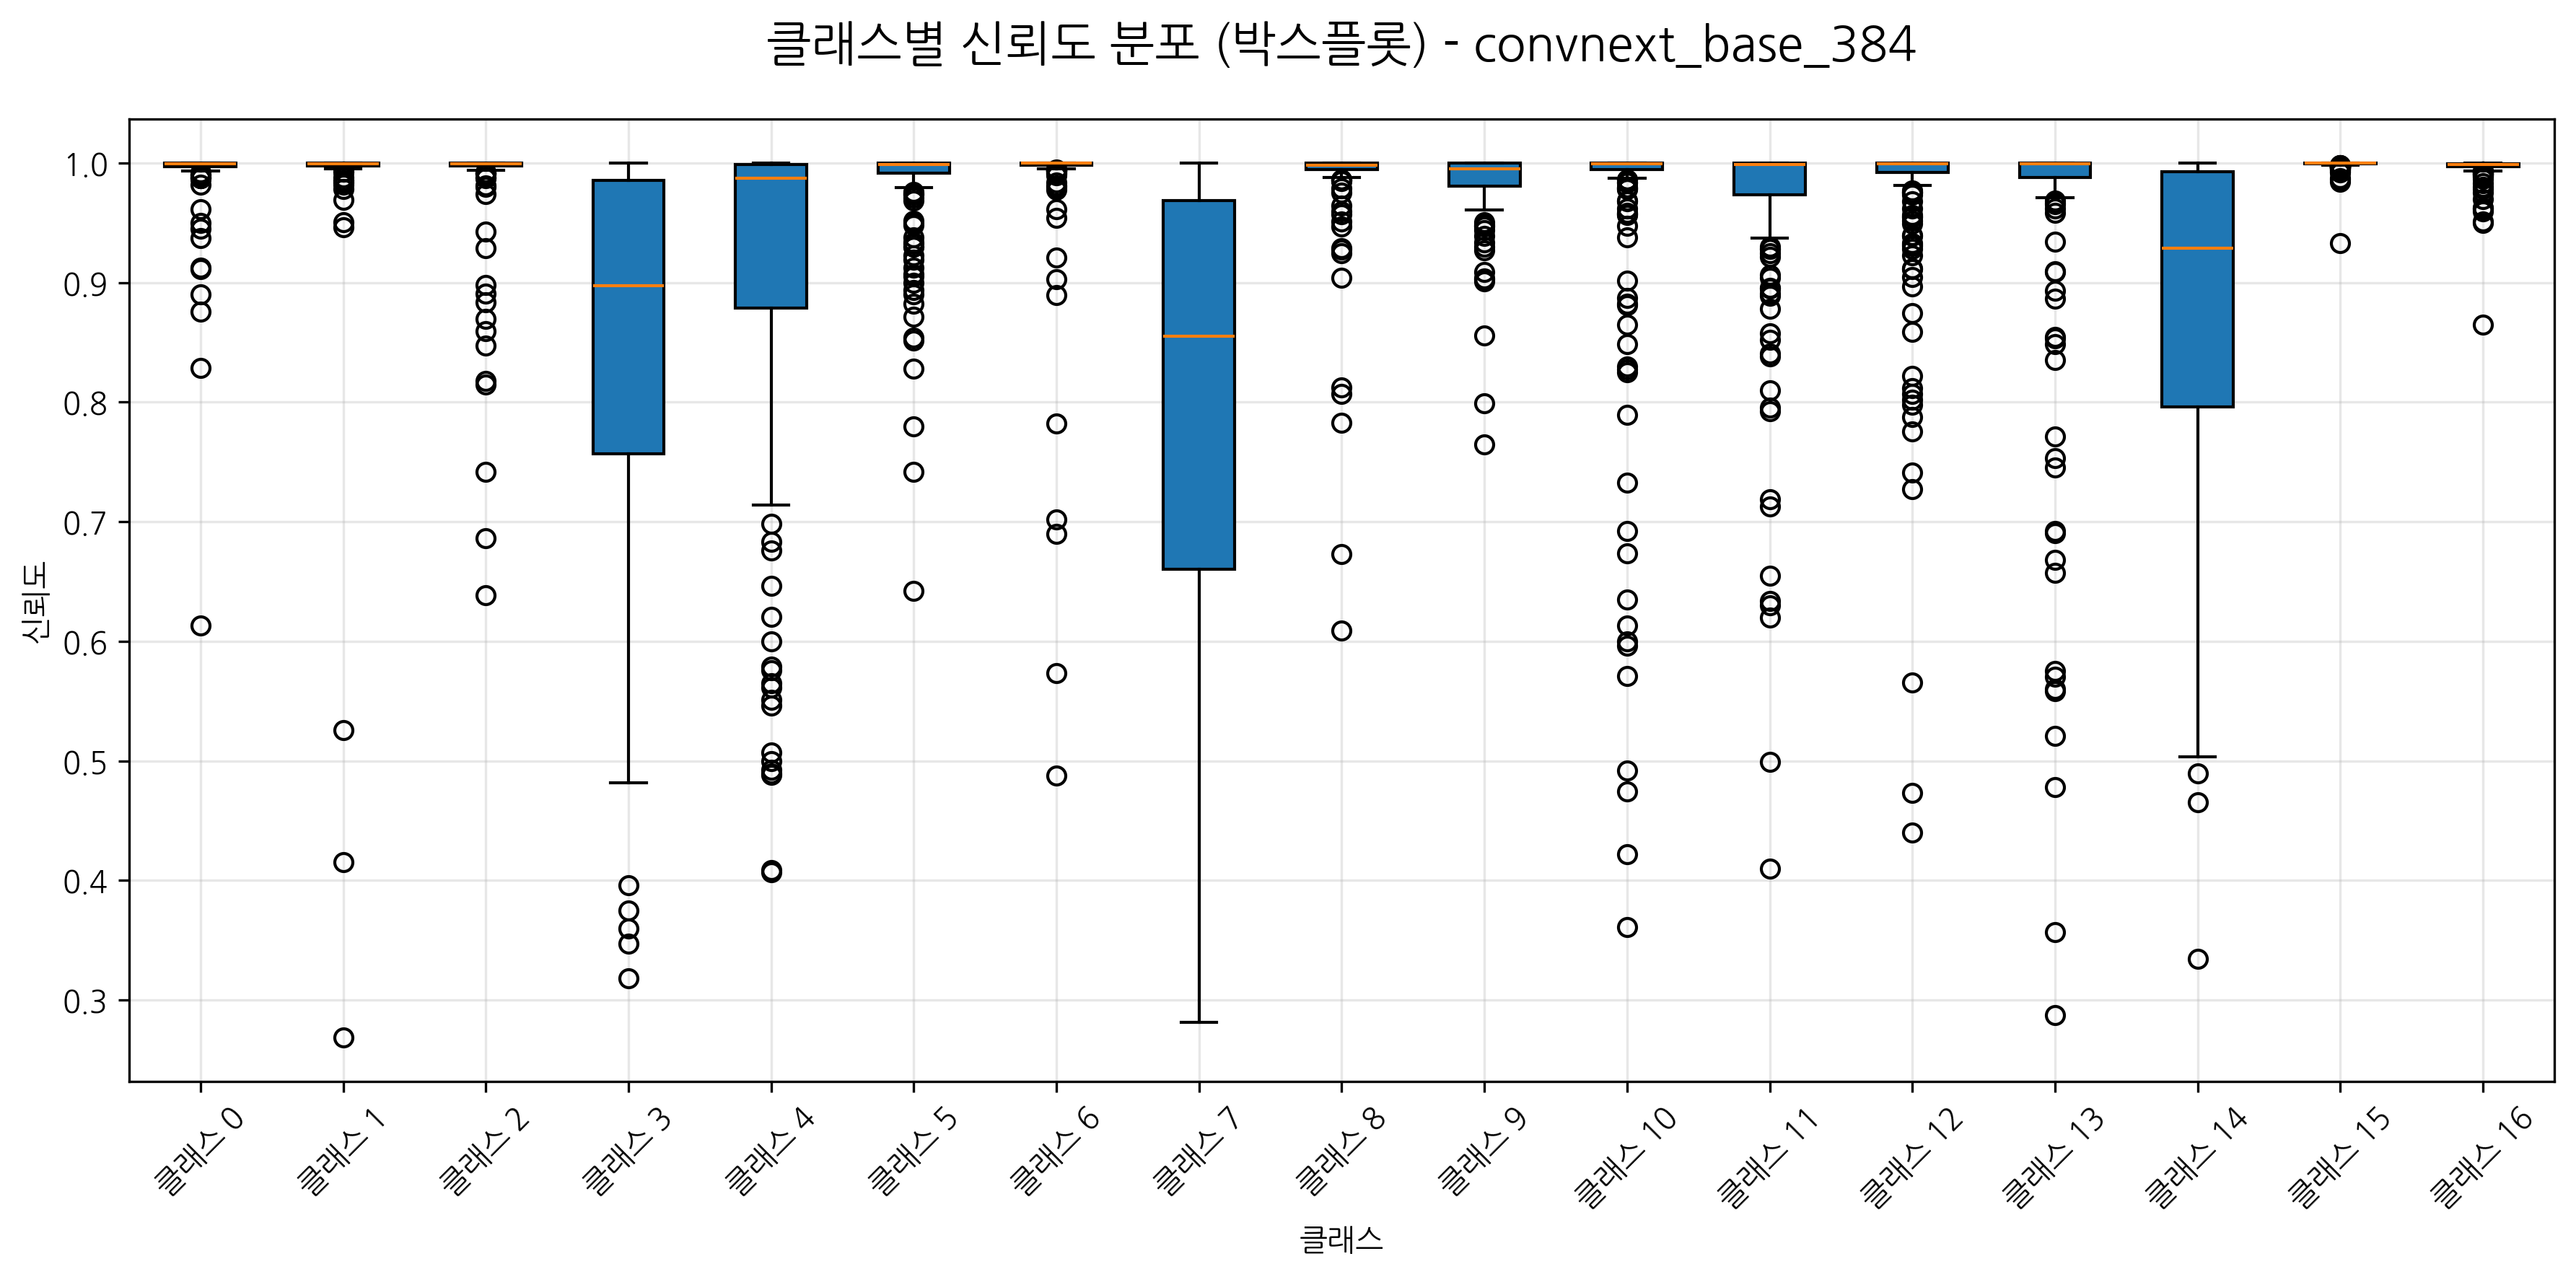 클래스별 신뢰도 분포 (박스플롯) - convnext_base_384
1.0
0.9
0.8
0.7
0.6
0.5
0.4
0.3
신뢰도
클래스 0
클래스 1
클래스 2
클래스 3
클래스 4
클래스 5
클래스 6
클래스 7
클래스 8
클래스 9
클래스 10
클래스 11
클래스 12
클래스 13
클래스 14
클래스 15
클래스 16
클래스